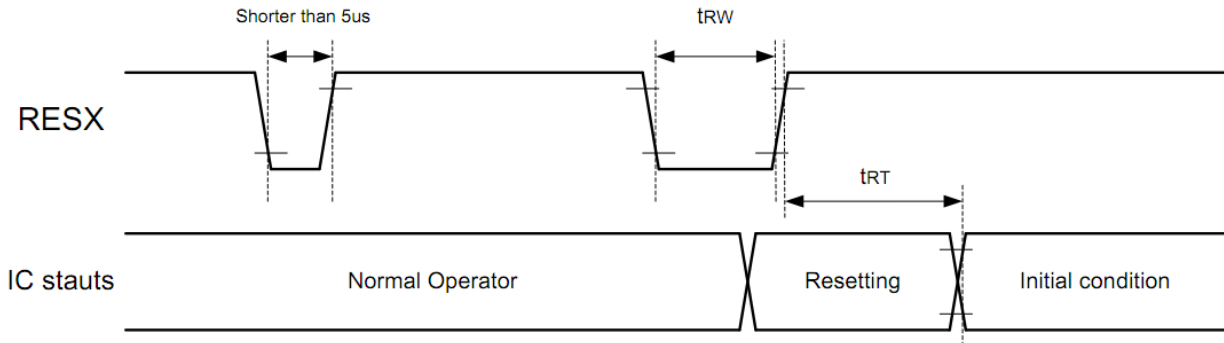 Shorter than 5us
tRW
RESX
tRT
IC stauts
Normal Operator
Resetting
Initial condition